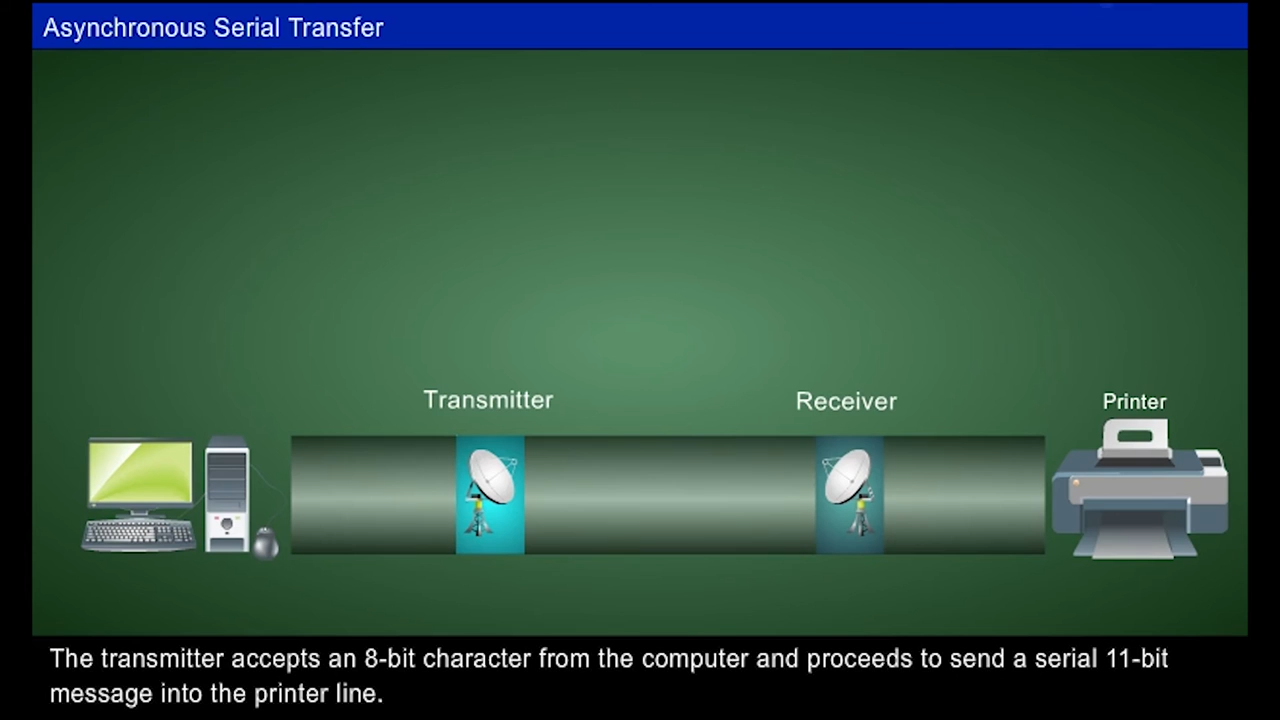 Asynchronous Serial Transfer
Transmitter
Receiver
Printer
The transmitter accepts an 8-bit character from the computer and proceeds to send a serial 11-bit
message into the printer line.